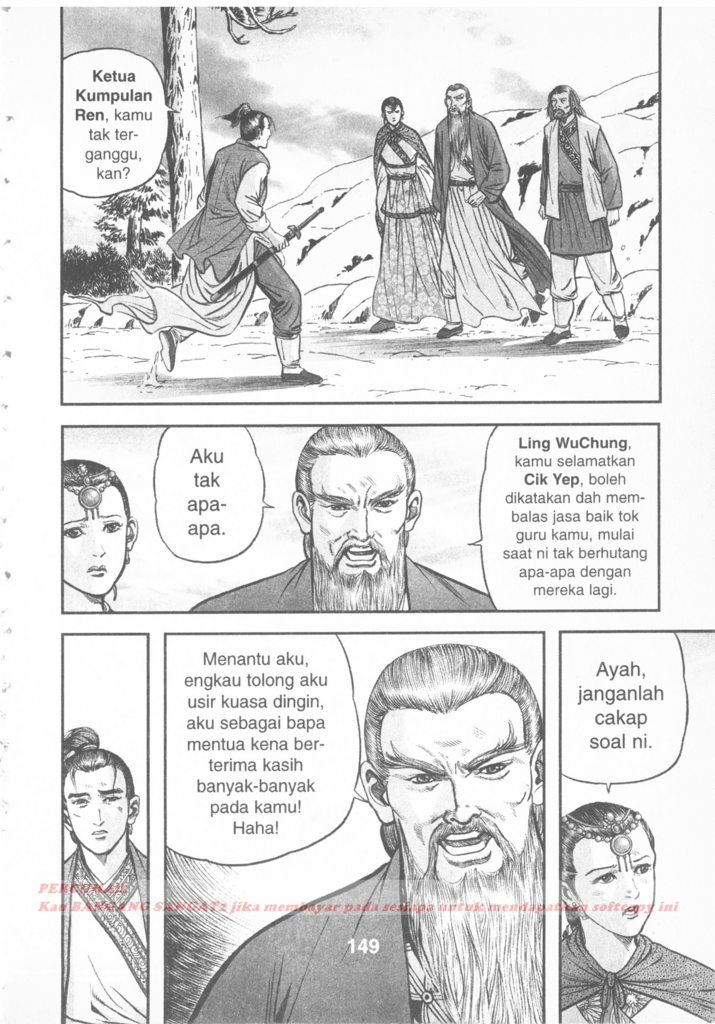 Ketua
Kumpulan
Ren, kamu
tak ter-
ganggu,
kan?
Aku
tak
apa-
apa.
Ling WuChung,
kamu selamatkan
Cik Yep, boleh
dikatakan dah mem-
balas jasa baik tok
guru kamu, mulai
saat ni tak berhutang
apa-apa dengan
mereka lagi.
Menantu aku,
engkau tolong aku
usir kuasa dingin,
aku sebagai bapa
mentua kena ber-
terima kasih
banyak-banyak
pada kamu!
Haha!
Ayah,
janganlah
cakap
soal ni.
PERCUMA!!
Kau BANGANG SANGAT2 jika membayar pada sesiapa untuk mendapatkan softcopy ini
149